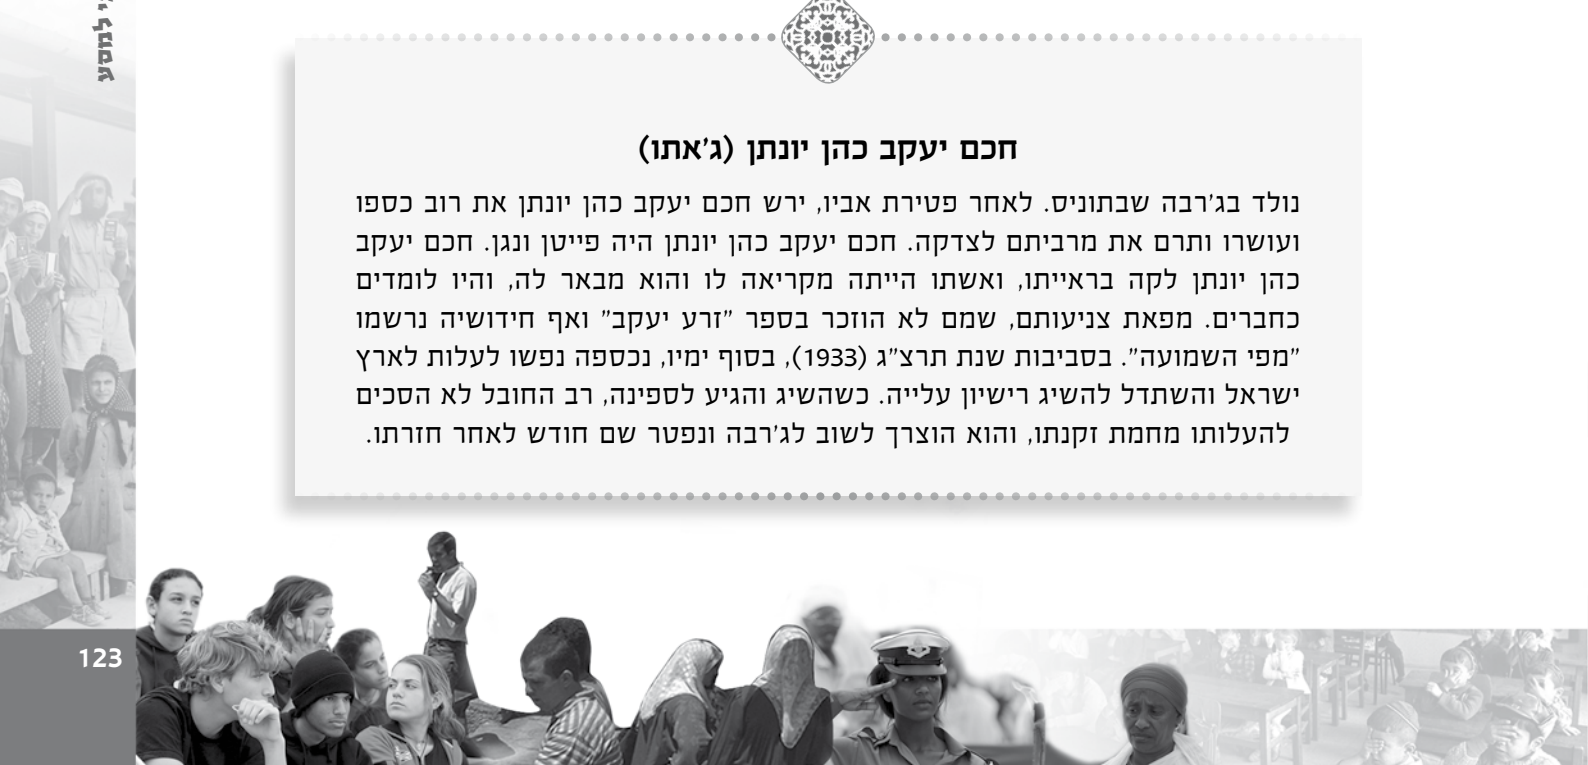 למסע
חכם יעקב כהן יונתן (ג'אתו)
נולד בג'רבה שבתוניס. לאחר פטירת אביו, ירש חכם יעקב כהן יונתן את רוב כספו
ועושרו ותרם את מרביתם לצדקה. חכם יעקב כהן יונתן היה פייטן ונגן. חכם יעקב
כהן יונתן לקה בראייתו, ואשתו הייתה מקריאה לו והוא מבאר לה, והיו לומדים
כחברים. מפאת צניעותם, שמם לא הוזכר בספר "זרע יעקב" ואף חידושיה נרשמו
"מפי השמועה". בסביבות שנת תרצ"ג (1933), בסוף ימיו, נכספה נפשו לעלות לארץ
ישראל והשתדל להשיג רישיון עלייה. כשהשיג והגיע לספינה, רב החובל לא הסכים
להעלותו מחמת זקנתו, והוא הוצרך לשוב לג'רבה ונפטר שם חודש לאחר חזרתו.
123